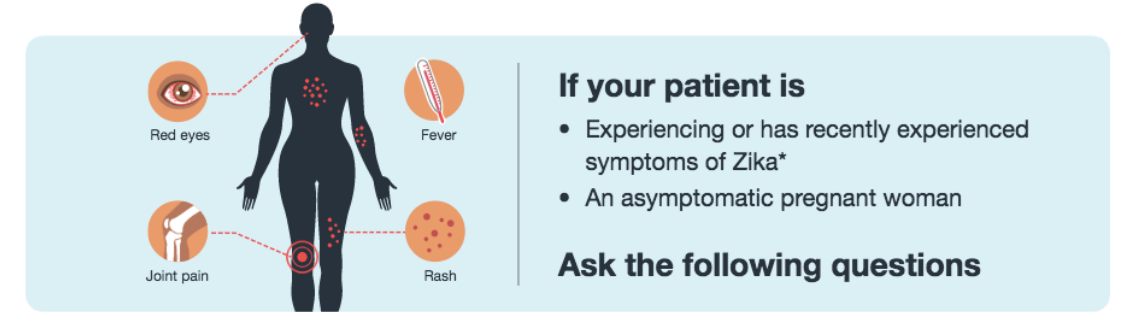 Red eyes
Fever
Joint pain
Rash
If your patient is
• Experiencing or has recently experienced
symptoms of Zika*
• An asymptomatic pregnant woman
Ask the following questions